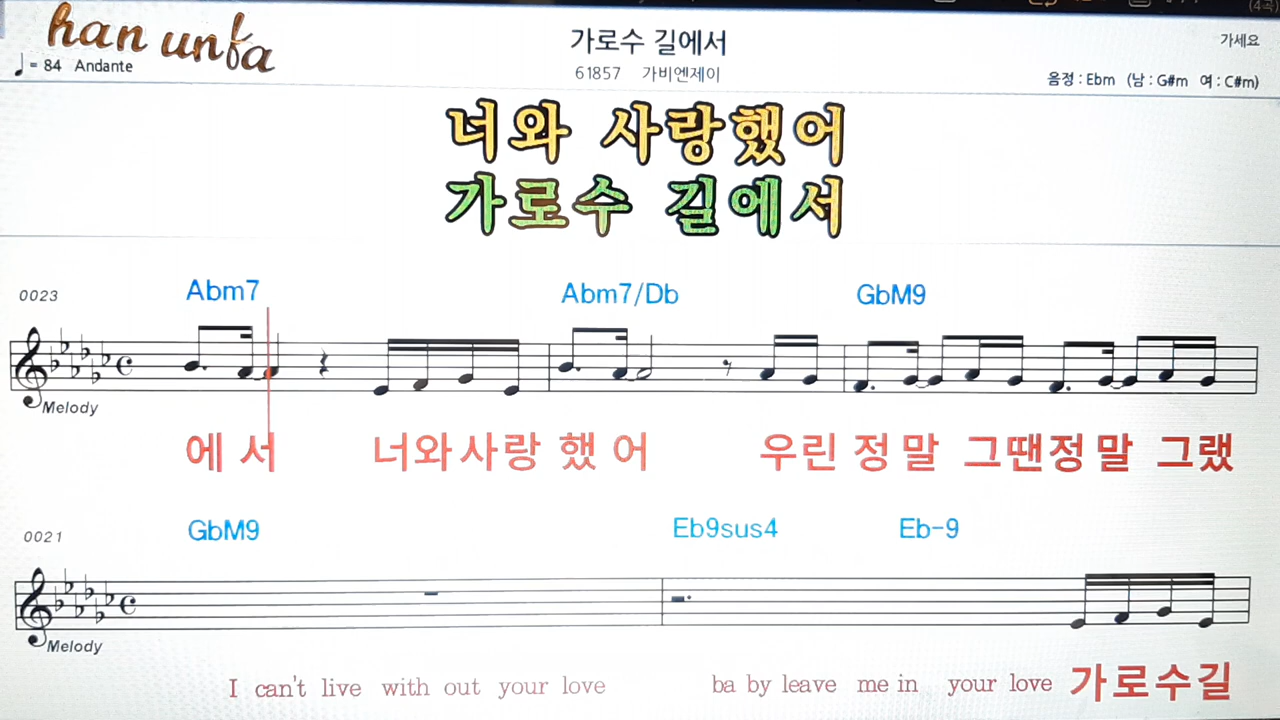 han unfa
가로수 길에서
가세요
♩= 84 Andante
61857 가비엔제이
음정 : Ebm (남 : G#m 여 : C#m)
너와 사랑했어
가로수 길에서
0023 Abm7 Abm7/Db GbM9
Melody
에 서 너와사랑 했 어 우린 정 말 그땐정 말 그랬
0021 GbM9 Eb9sus4 Eb-9
Melody
I can't live with out your love ba by leave me in your love 가로수길